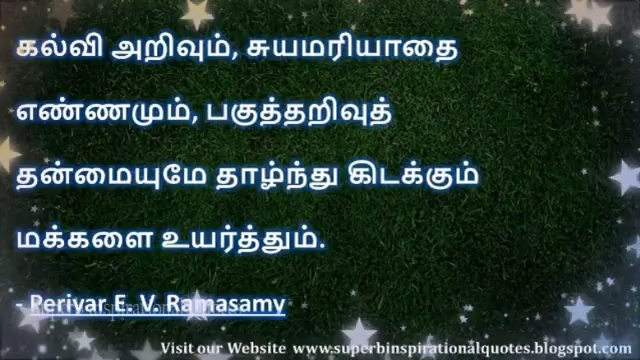 கல்வி அறிவும், சுயமரியாதை
எண்ணமும், பகுத்தறிவுத்
தன்மையுமே தாழ்ந்து கிடக்கும்
மக்களை உயர்த்தும்.
- Periyar E. V. Ramasamy
Visit our Website www.superbinspirationalquotes.blogspot.com